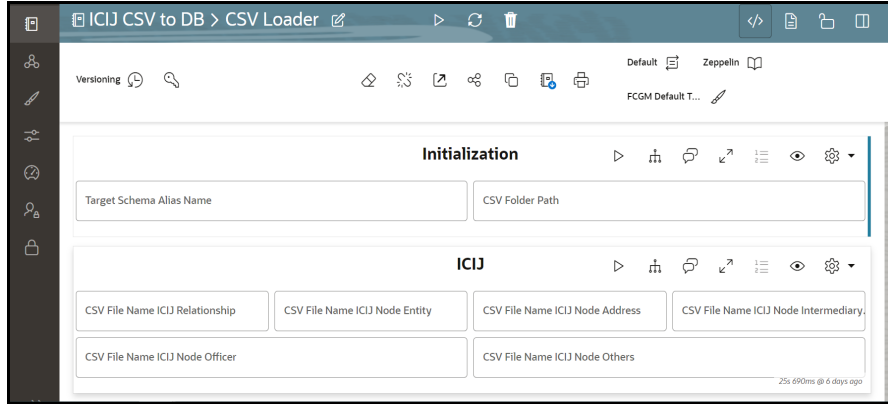 ICIJ CSV to DB > CSV Loader
Default
Zeppelin
Versioning
FCGM Default T...
Initialization
Target Schema Alias Name
CSV Folder Path
ICIJ
CSV File Name ICIJ Relationship
CSV File Name ICIJ Node Entity
CSV File Name ICIJ Node Address
CSV File Name ICIJ Node Intermediary.
CSV File Name ICIJ Node Officer
CSV File Name ICIJ Node Others
25s 690ms @ 6 days ago